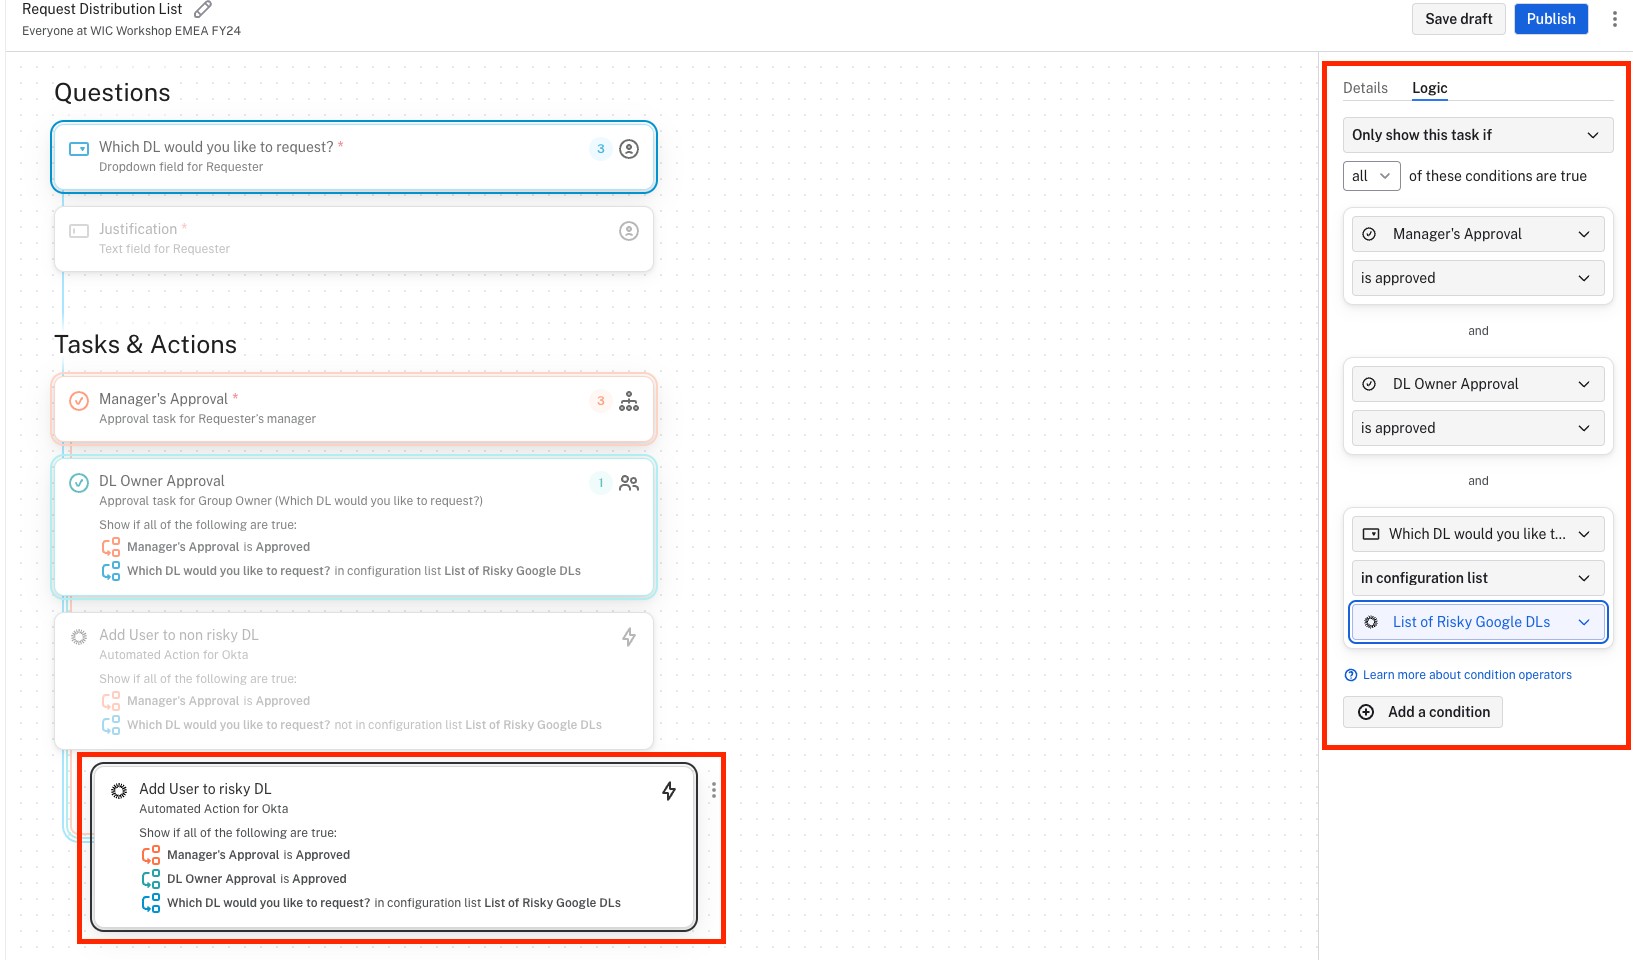 Request Distribution List
Everyone at WIC Workshop EMEA FY24
Save draft
Publish
Questions
Which DL would you like to request? *
3
Dropdown field for Requester
Justification *
Text field for Requester
Tasks & Actions
Manager's Approval *
3
Approval task for Requester's manager
DL Owner Approval
1
Approval task for Group Owner (Which DL would you like to request?)
Show if all of the following are true:
Manager's Approval is Approved
Which DL would you like to request? in configuration list List of Risky Google DLs
Add User to non risky DL
Automated Action for Okta
Show if all of the following are true:
Manager's Approval is Approved
Which DL would you like to request? not in configuration list List of Risky Google DLs
Add User to risky DL
Automated Action for Okta
Show if all of the following are true:
Manager's Approval is Approved
DL Owner Approval is Approved
Which DL would you like to request? in configuration list List of Risky Google DLs
Details Logic
Only show this task if
all of these conditions are true
Manager's Approval
is approved
and
DL Owner Approval
is approved
and
Which DL would you like t...
in configuration list
List of Risky Google DLs
Learn more about condition operators
Add a condition